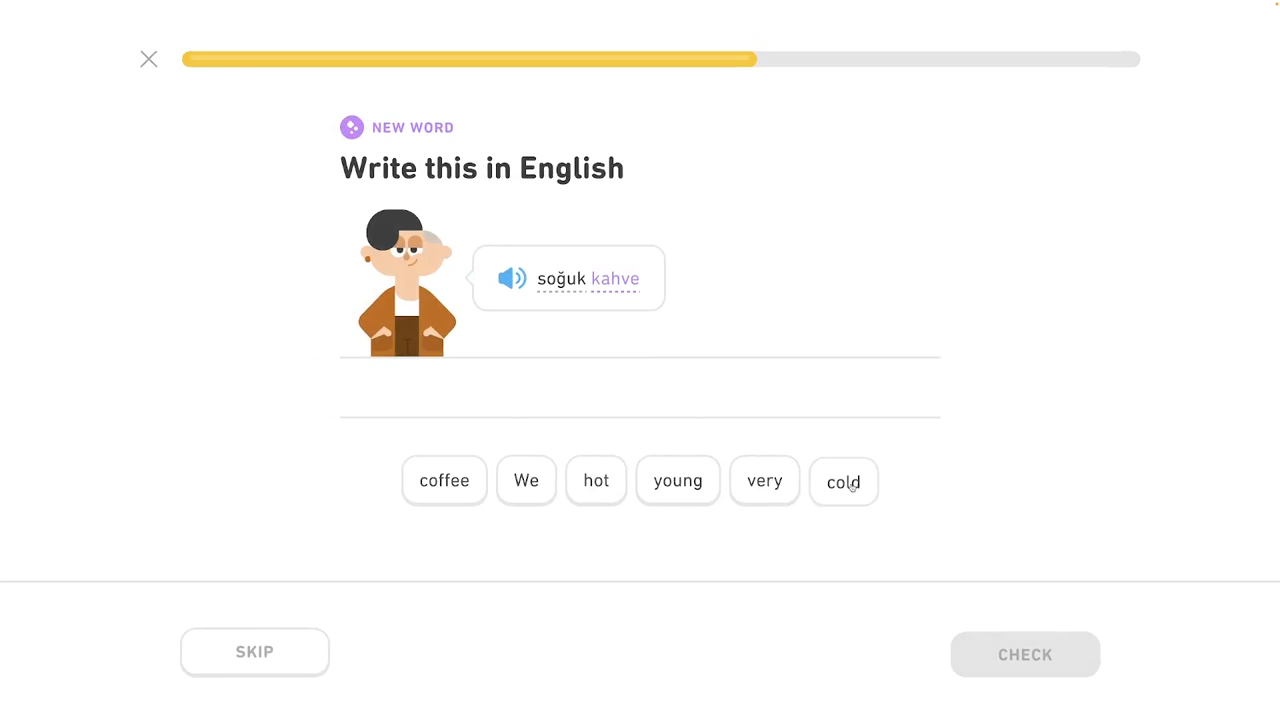 NEW WORD
Write this in English
soğuk kahve
coffee We hot young very cold
SKIP CHECK